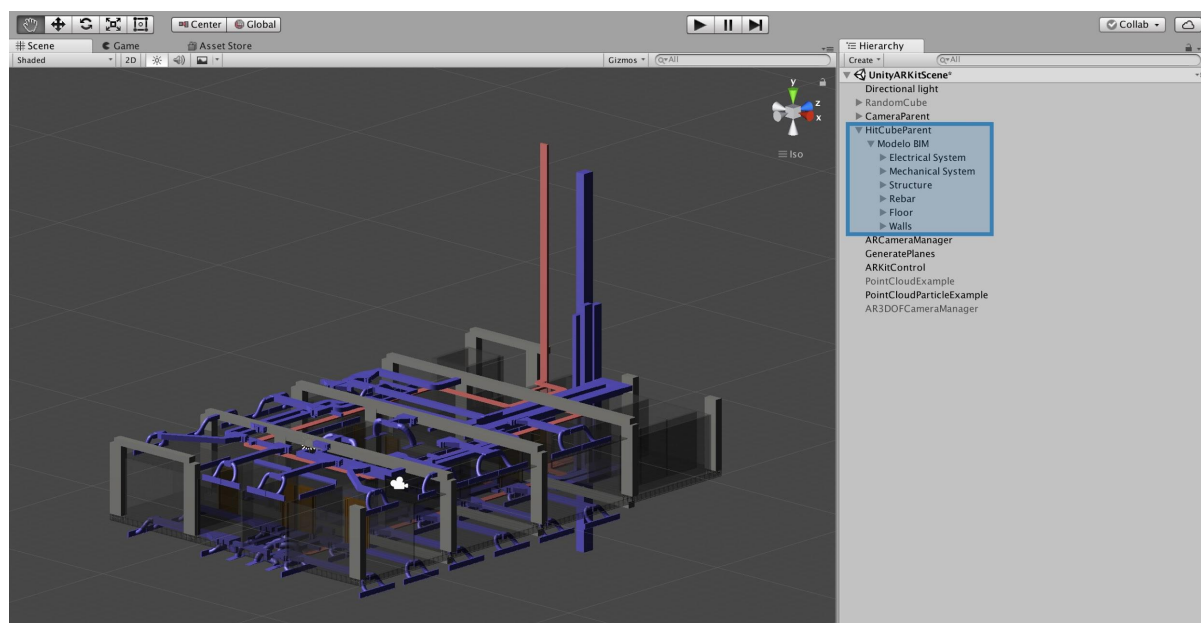 Center Global
Collab
Scene Game Asset Store
Hierarchy
Shaded 2D Gizmos All
Create All
y
z
x
Iso
UnityARKitScene*
Directional light
RandomCube
CameraParent
HitCubeParent
Modelo BIM
Electrical System
Mechanical System
Structure
Rebar
Floor
Walls
ARCameraManager
GeneratePlanes
ARKitControl
PointCloudExample
PointCloudParticleExample
AR3DOFCameraManager